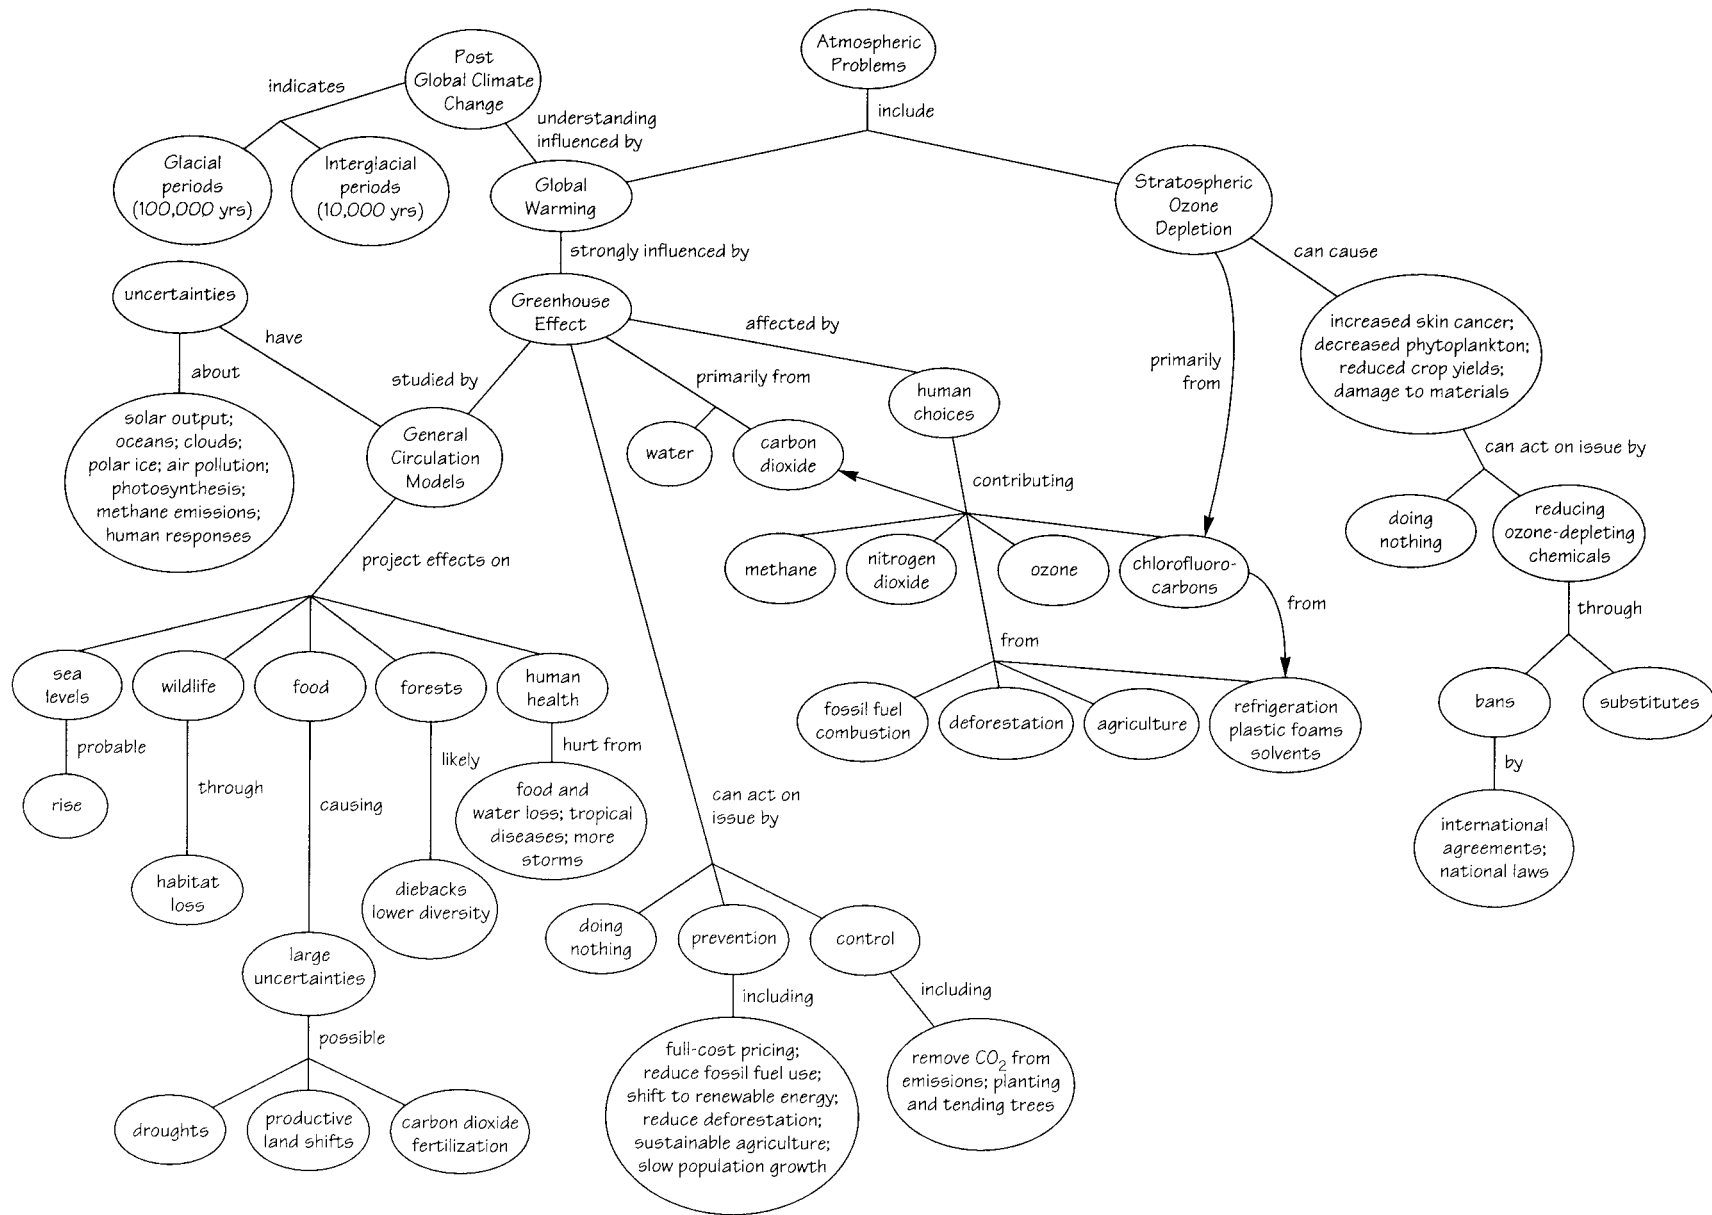 Atmospheric
Problems
include
Post
Global Climate
Change
indicates
understanding
influenced by
Glacial
periods
(100,000 yrs)
Interglacial
periods
(10,000 yrs)
Global
Warming
Stratospheric
Ozone
Depletion
strongly influenced by
can cause
uncertainties
have
about
solar output;
oceans; clouds;
polar ice; air pollution;
photosynthesis;
methane emissions;
human responses
Greenhouse
Effect
studied by
General
Circulation
Models
primarily from
water
carbon
dioxide
affected by
human
choices
contributing
primarily
from
increased skin cancer;
decreased phytoplankton;
reduced crop yields;
damage to materials
can act on issue by
doing
nothing
reducing
ozone-depleting
chemicals
through
bans
substitutes
by
international
agreements;
national laws
methane
nitrogen
dioxide
ozone
chlorofluoro-
carbons
from
from
fossil fuel
combustion
deforestation
agriculture
refrigeration
plastic foams
solvents
project effects on
sea
levels
wildlife
food
forests
human
health
probable
rise
through
habitat
loss
causing
large
uncertainties
likely
diebacks
lower diversity
hurt from
food and
water loss; tropical
diseases; more
storms
possible
droughts
productive
land shifts
carbon dioxide
fertilization
can act on
issue by
doing
nothing
prevention
control
including
full-cost pricing;
reduce fossil fuel use;
shift to renewable energy;
reduce deforestation;
sustainable agriculture;
slow population growth
including
remove CO₂ from
emissions; planting
and tending trees